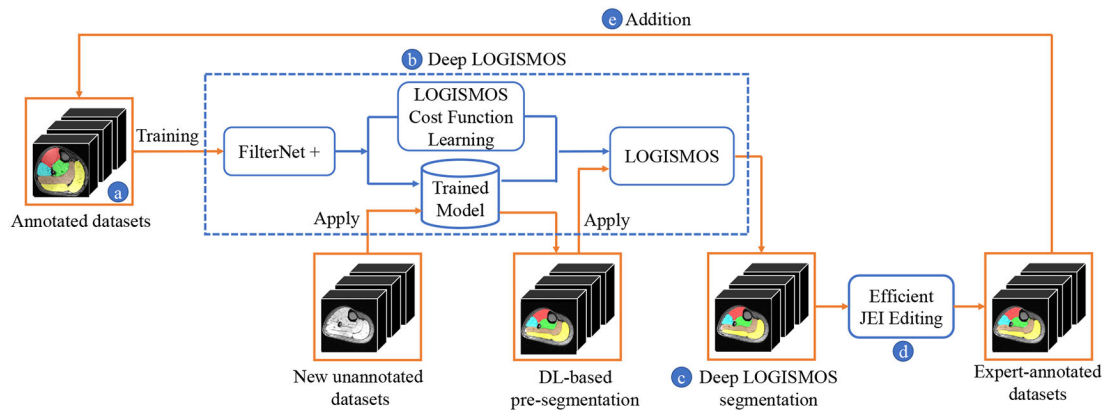 e Addition
b Deep LOGISMOS
LOGISMOS
Cost Function
Learning
Training
FilterNet +
LOGISMOS
a
Trained
Model
Annotated datasets
Apply
Apply
Efficient
JEI Editing
d
New unannotated
datasets
DL-based
pre-segmentation
c Deep LOGISMOS
segmentation
Expert-annotated
datasets